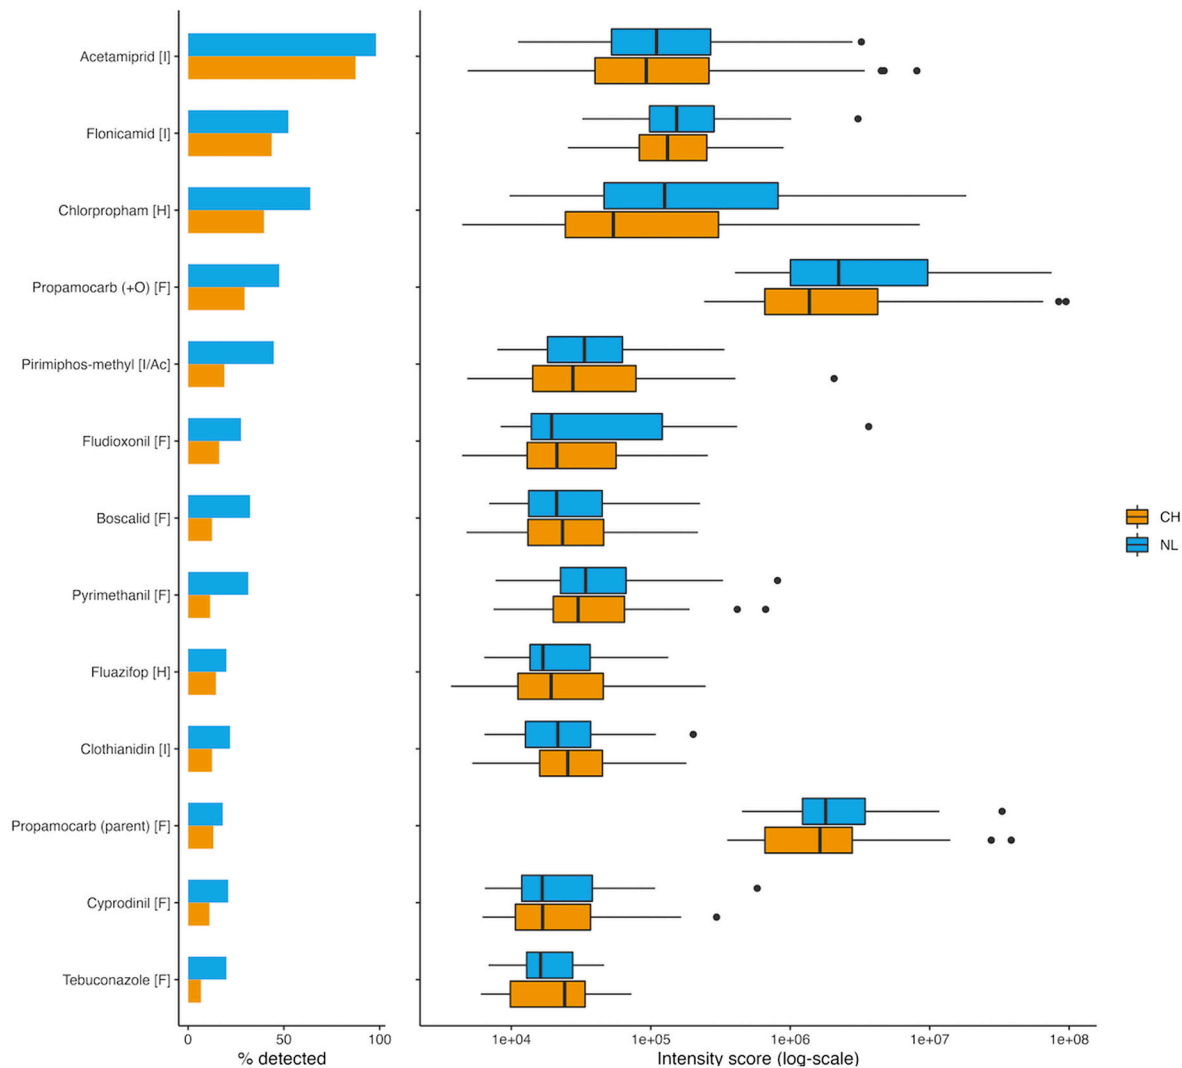 Acetamiprid [I]
Flonicamid [I]
Chlorpropham [H]
Propamocarb (+O) [F]
Pirimiphos-methyl [I/Ac]
Fludioxonil [F]
Boscalid [F]
Pyrimethanil [F]
Fluazifop [H]
Clothianidin [I]
Propamocarb (parent) [F]
Cyprodinil [F]
Tebuconazole [F]
0 50 100
% detected
1e+04 1e+05 1e+06 1e+07 1e+08
Intensity score (log-scale)
CH
NL